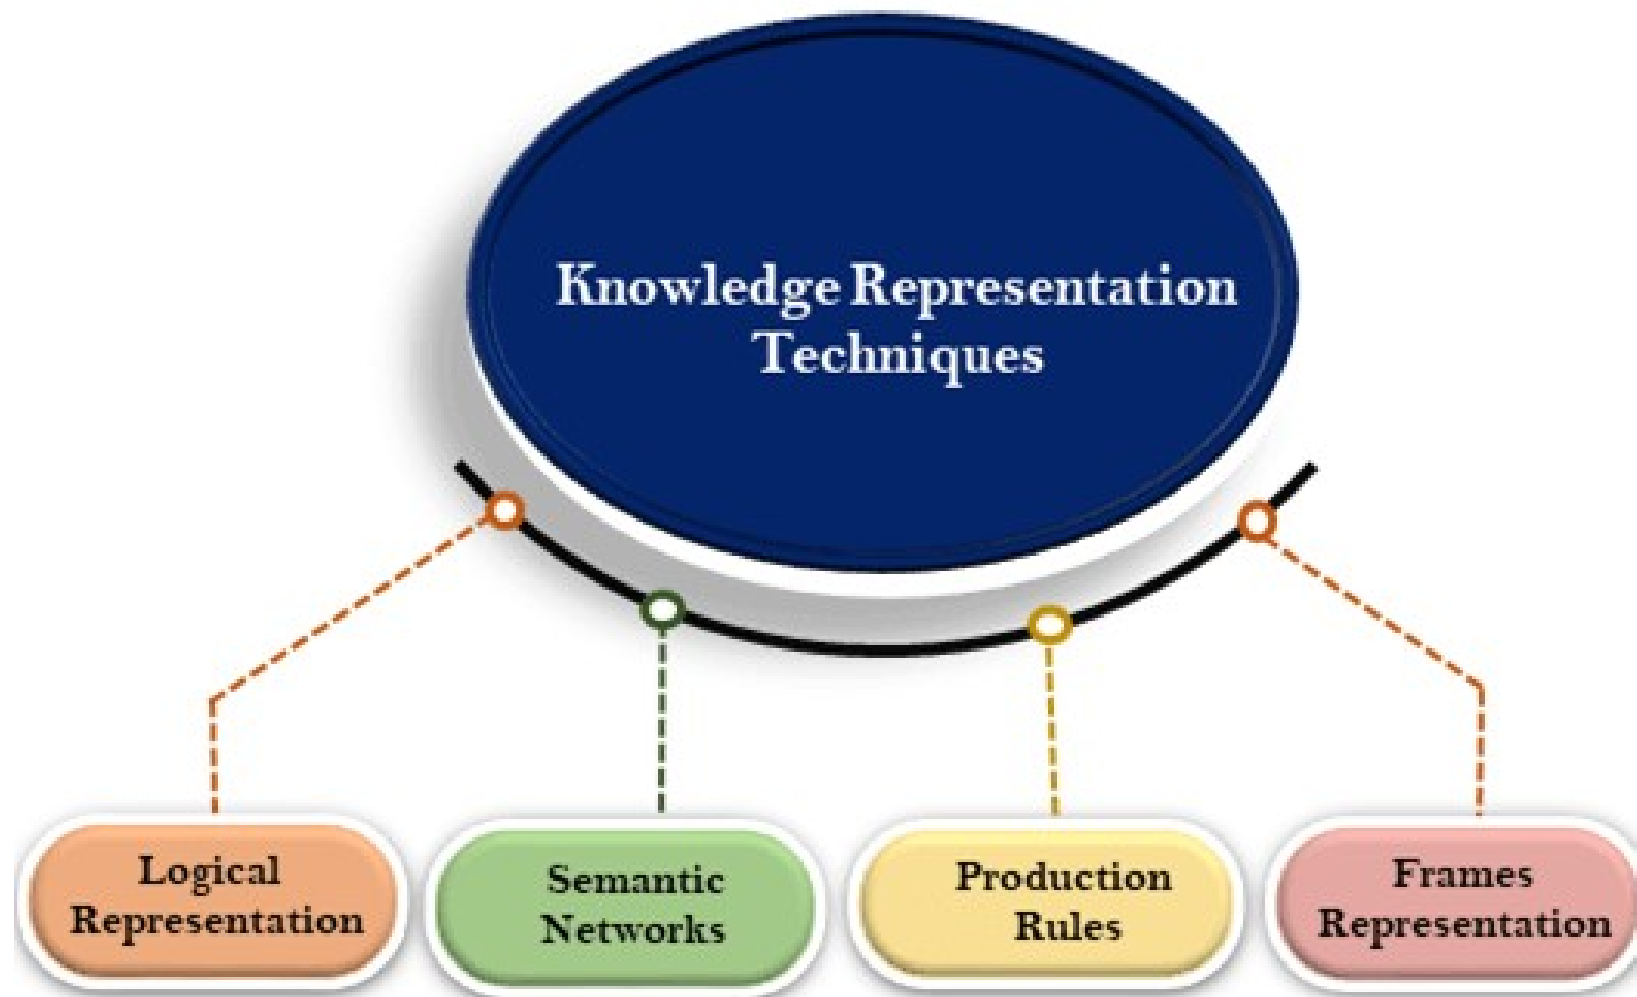 Knowledge Representation
Techniques
Logical
Representation
Semantic
Networks
Production
Rules
Frames
Representation